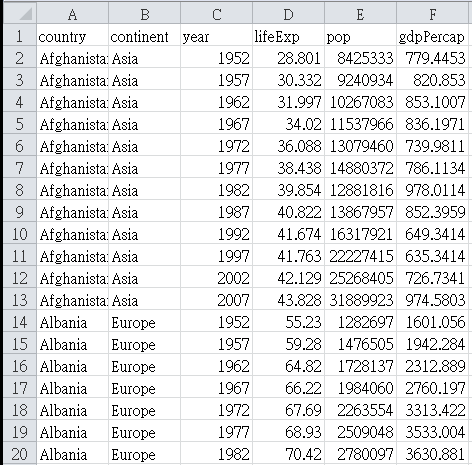 A B C D E F
1 country continent year lifeExp pop gdpPercap
2 Afghanista Asia 1952 28.801 8425333 779.4453
3 Afghanista Asia 1957 30.332 9240934 820.853
4 Afghanista Asia 1962 31.997 10267083 853.1007
5 Afghanista Asia 1967 34.02 11537966 836.1971
6 Afghanista Asia 1972 36.088 13079460 739.9811
7 Afghanista Asia 1977 38.438 14880372 786.1134
8 Afghanista Asia 1982 39.854 12881816 978.0114
9 Afghanista Asia 1987 40.822 13867957 852.3959
10 Afghanista Asia 1992 41.674 16317921 649.3414
11 Afghanista Asia 1997 41.763 22227415 635.3414
12 Afghanista Asia 2002 42.129 25268405 726.7341
13 Afghanista Asia 2007 43.828 31889923 974.5803
14 Albania Europe 1952 55.23 1282697 1601.056
15 Albania Europe 1957 59.28 1476505 1942.284
16 Albania Europe 1962 64.82 1728137 2312.889
17 Albania Europe 1967 66.22 1984060 2760.197
18 Albania Europe 1972 67.69 2263554 3313.422
19 Albania Europe 1977 68.93 2509048 3533.004
20 Albania Europe 1982 70.42 2780097 3630.881